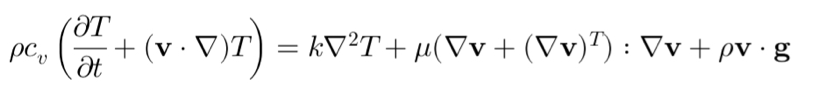 ρc_v (∂T/∂t + (𝐯 · ∇)T) = k∇²T + μ(∇𝐯 + (∇𝐯)ᵀ) : ∇𝐯 + ρ𝐯 · 𝐠